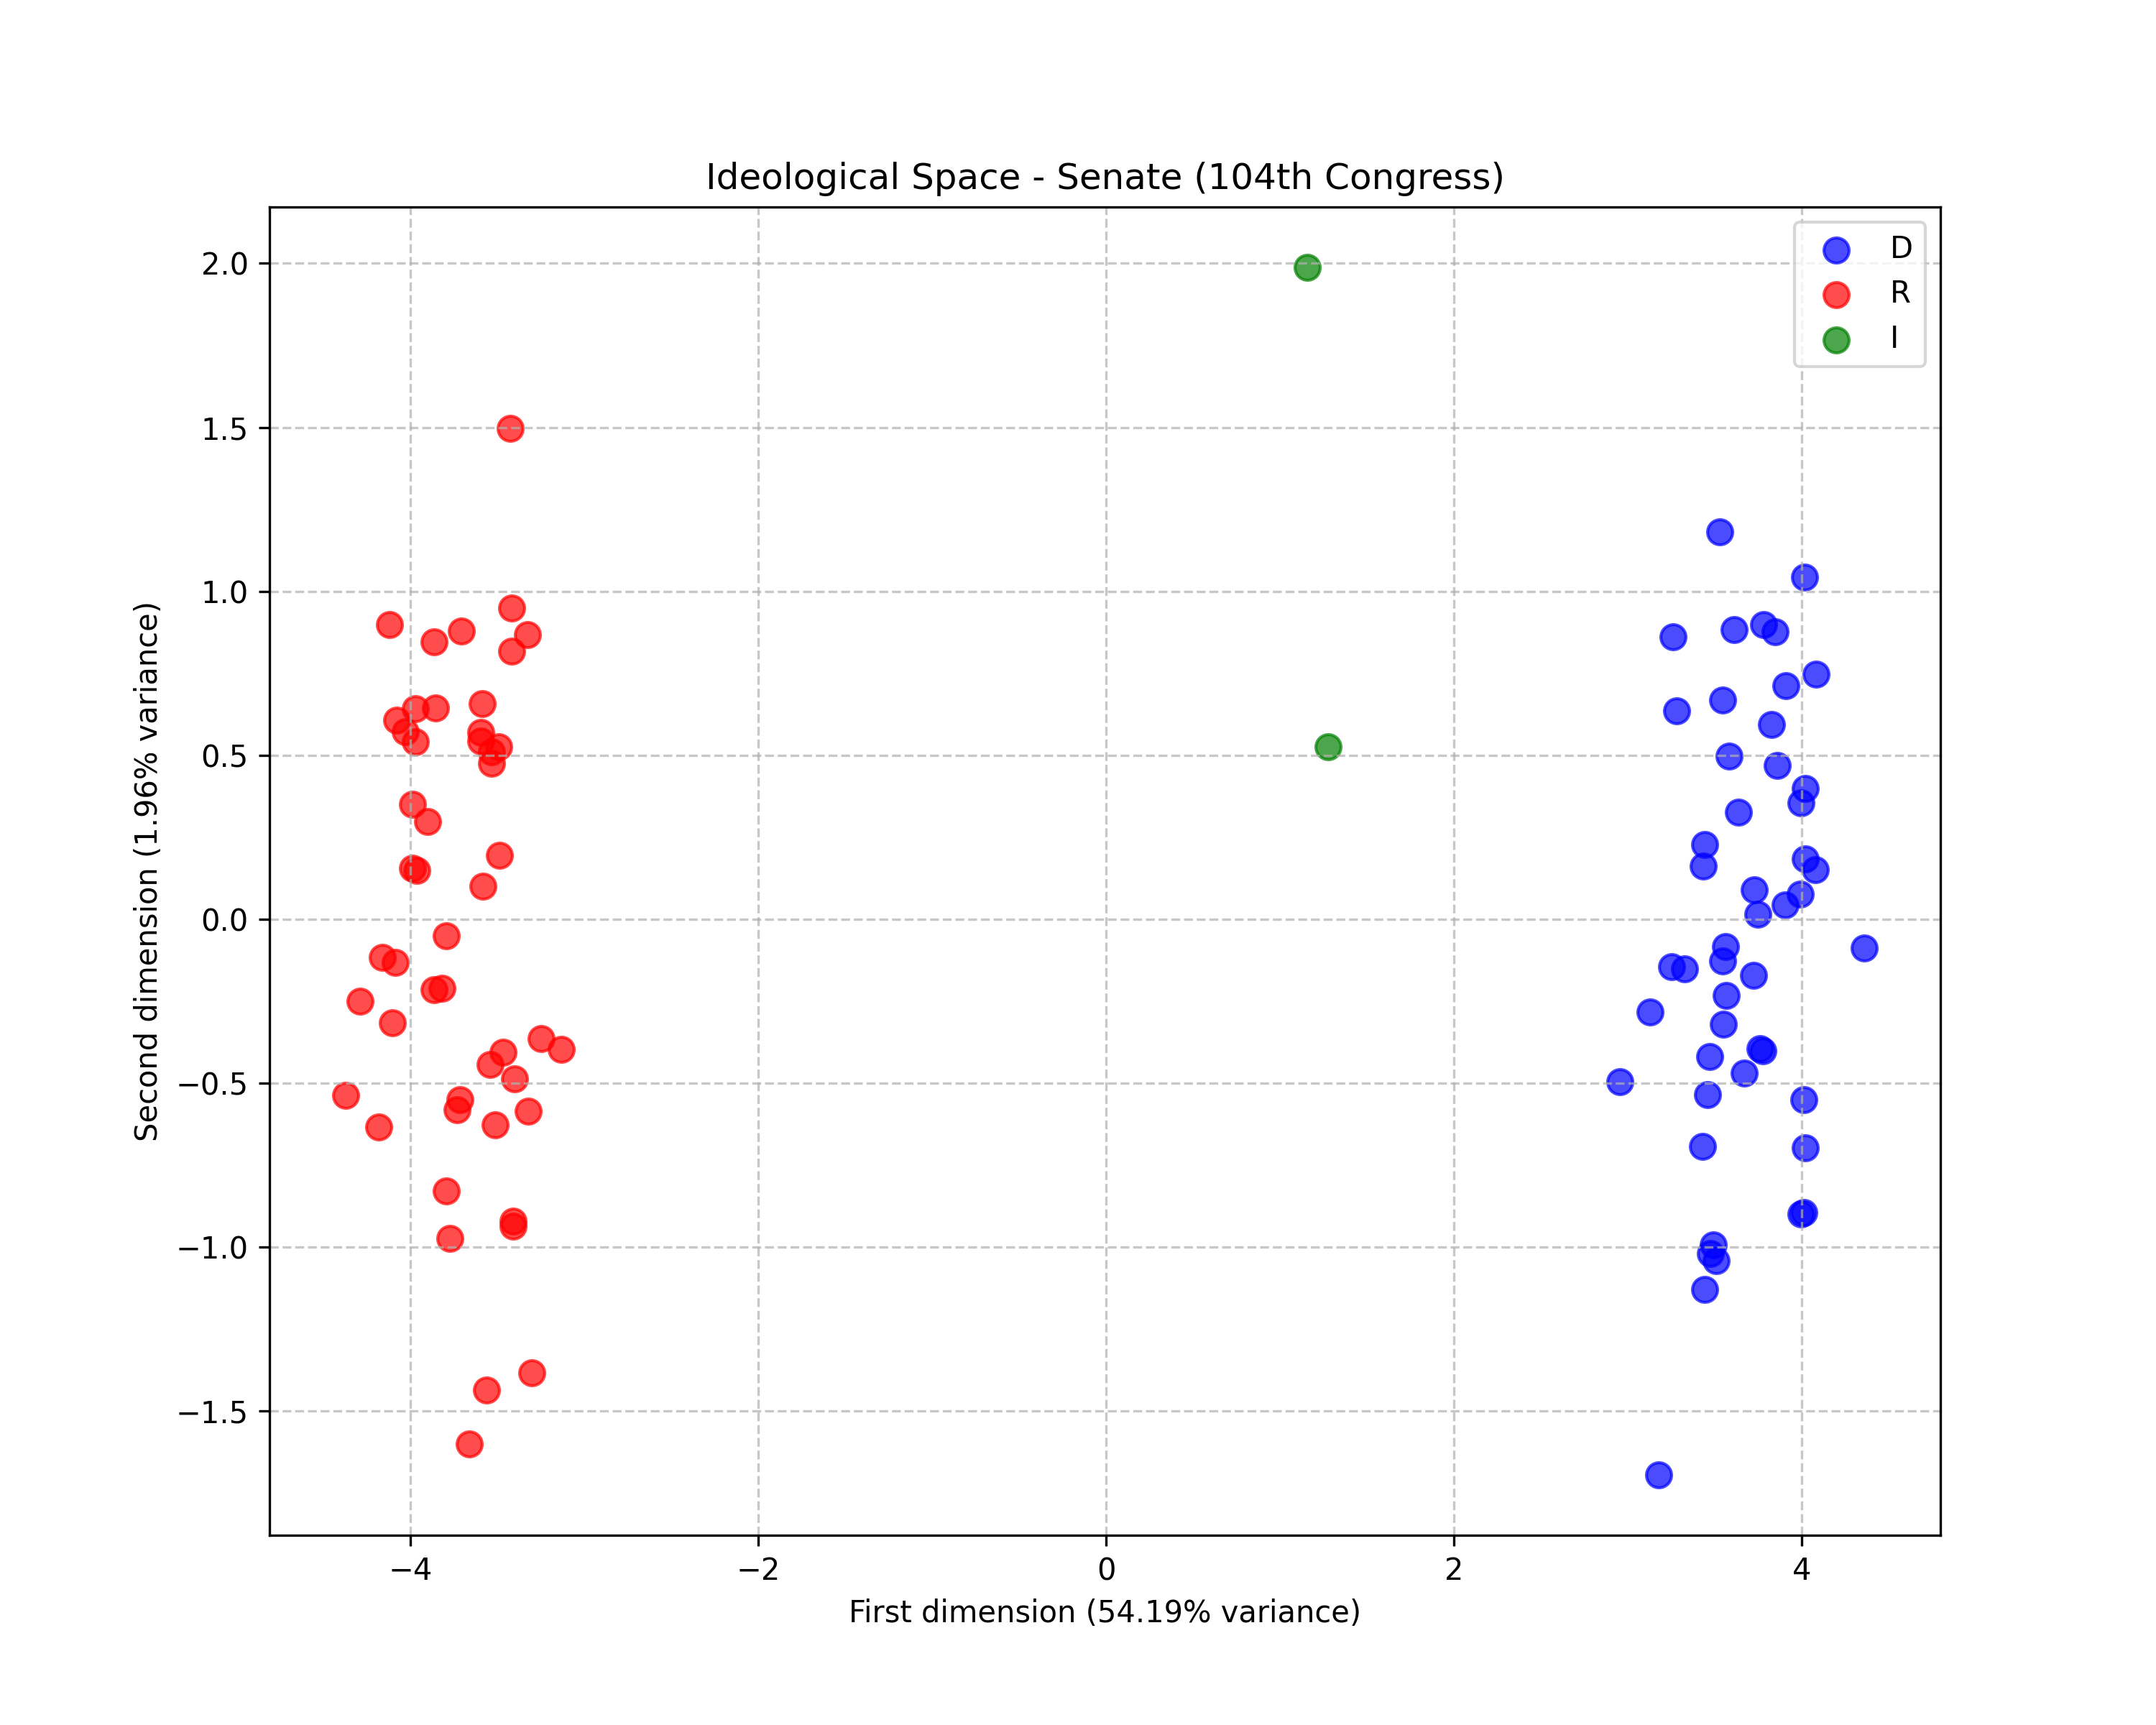 Ideological Space - Senate (104th Congress)
D
R
I
2.0
1.5
1.0
0.5
0.0
−0.5
−1.0
−1.5
Second dimension (1.96% variance)
−4
−2
0
2
4
First dimension (54.19% variance)